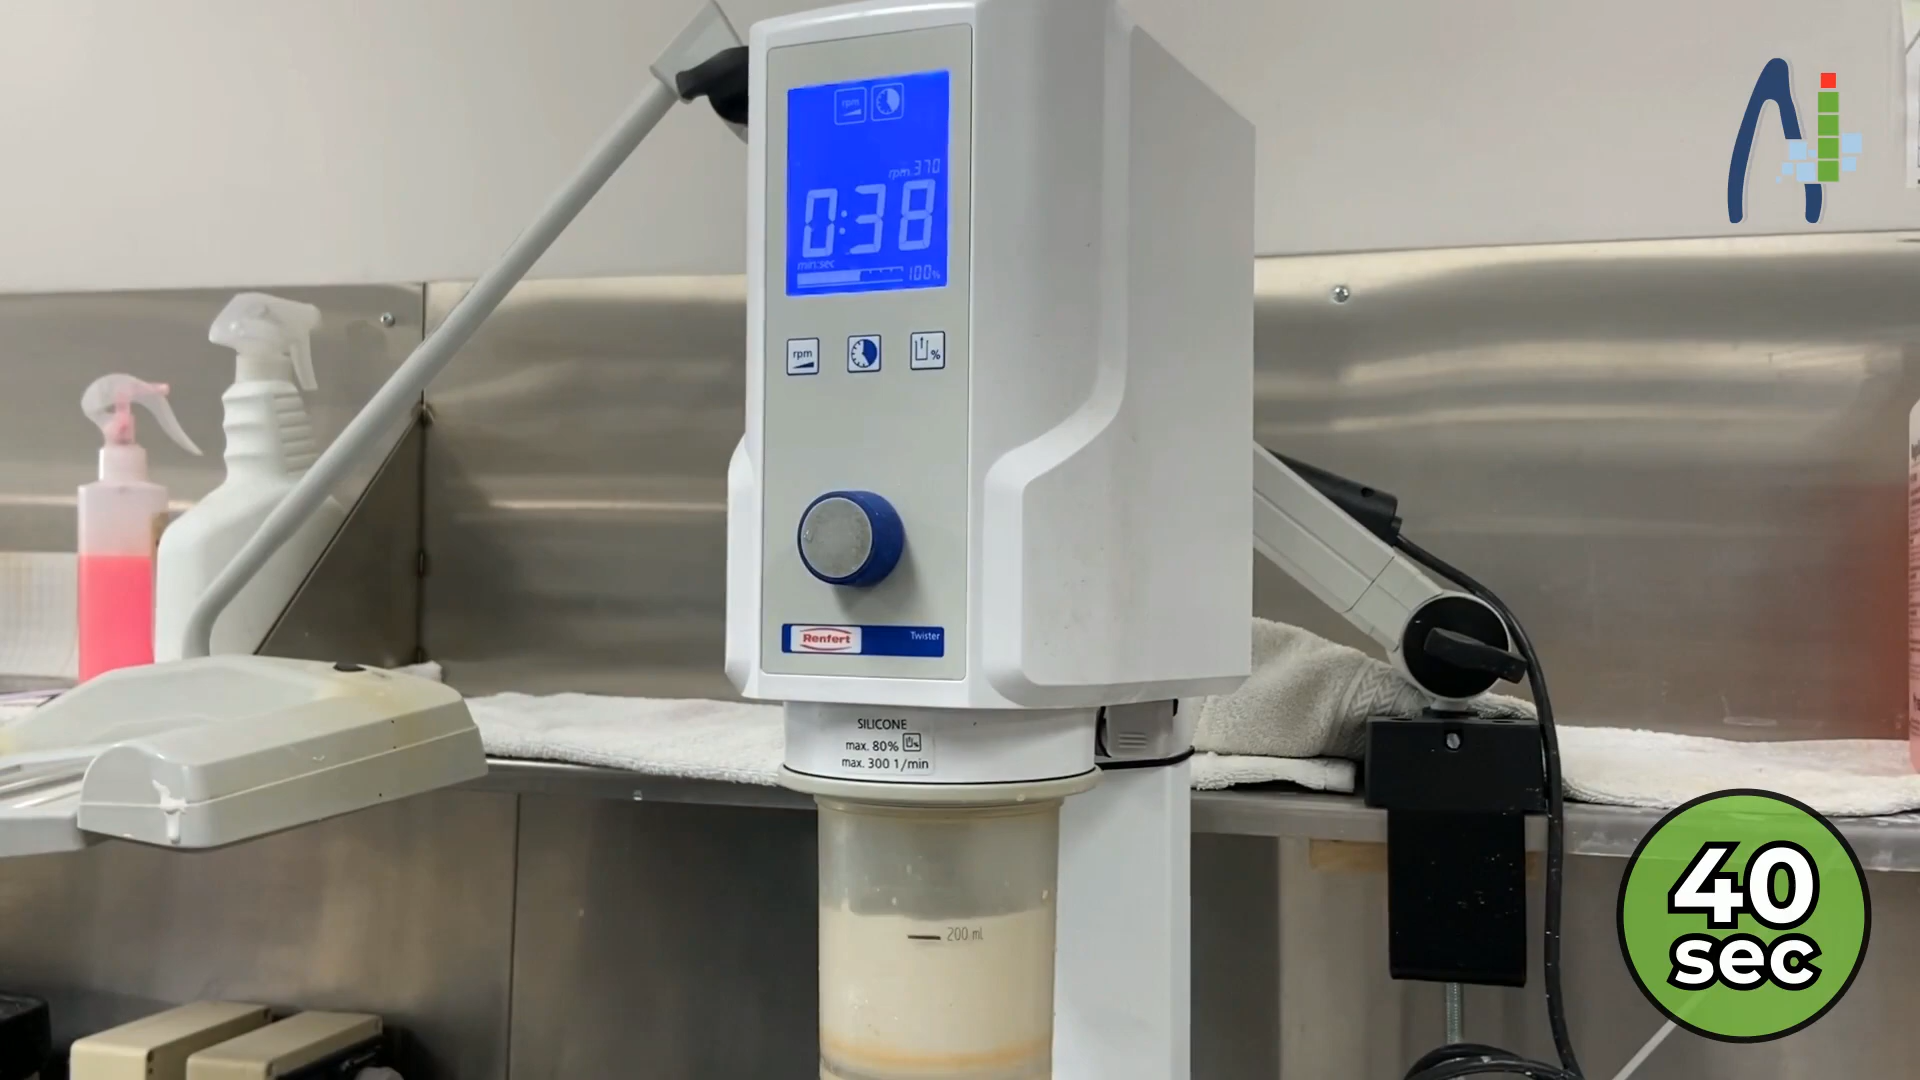 rpm
rpm 370
0:38
min:sec
100%
rpm
%
Renfert
Twister
SILICONE
max. 80%
max. 300 1/min
200 ml
40
sec